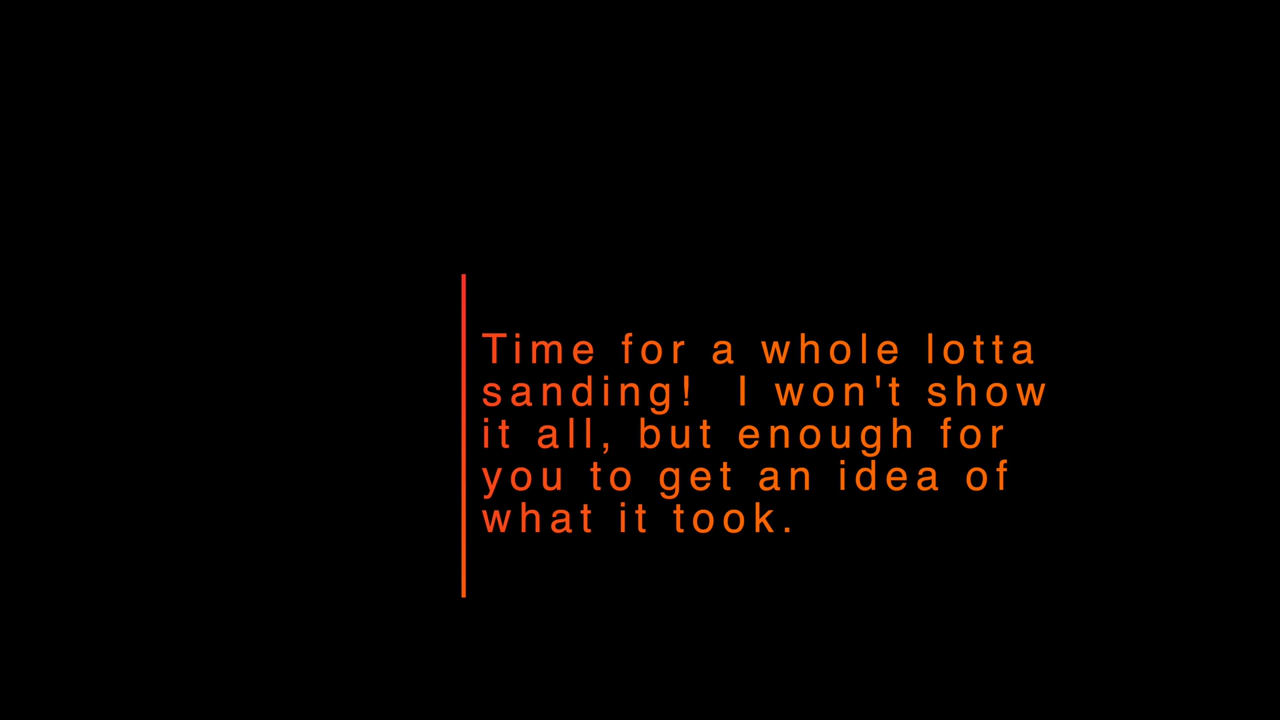 Time for a whole lotta
sanding!  I won't show
it all, but enough for
you to get an idea of
what it took.